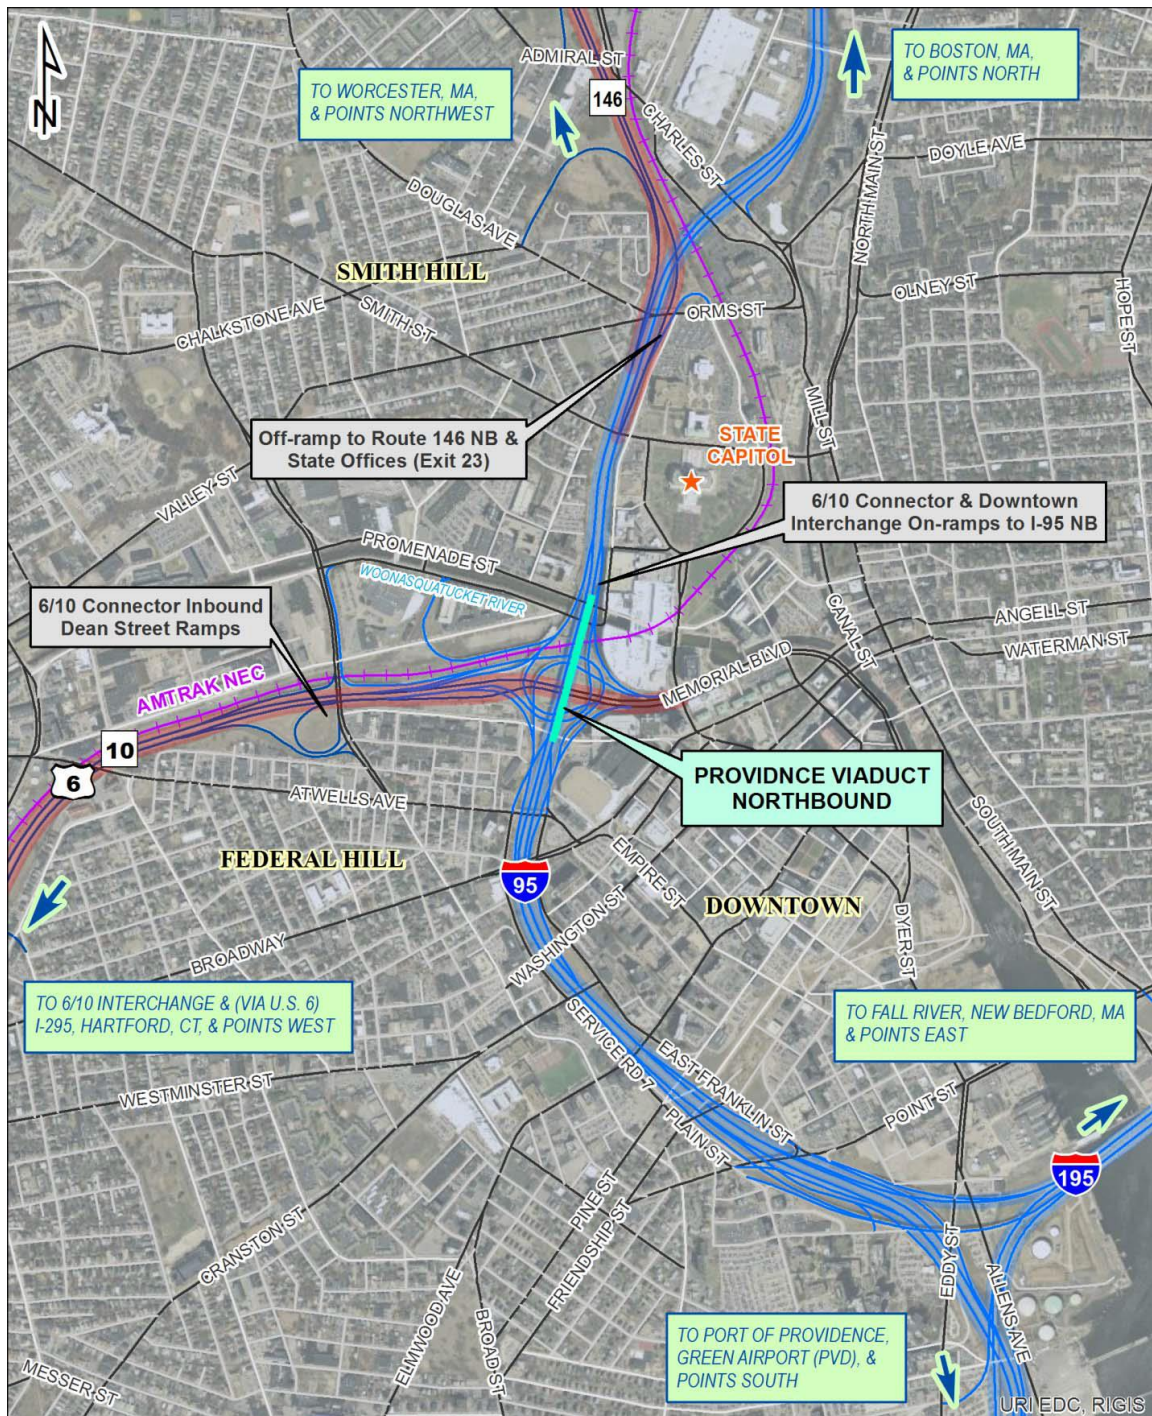 N
ADMIRAL ST
TO WORCESTER, MA,
& POINTS NORTHWEST
146
TO BOSTON, MA,
& POINTS NORTH
CHARLES ST
NORTH MAIN ST
DOYLE AVE
DOUGLAS AVE
SMITH HILL
OLNEY ST
HOPE ST
CHALKSTONE AVE
SMITH ST
ORMS ST
MILL ST
Off-ramp to Route 146 NB &
State Offices (Exit 23)
STATE
CAPITOL
VALLEY ST
6/10 Connector & Downtown
Interchange On-ramps to I-95 NB
PROMENADE ST
WOONASQUATUCKET RIVER
6/10 Connector Inbound
Dean Street Ramps
CANAL ST
ANGELL ST
WATERMAN ST
MEMORIAL BLVD
AMTRAK NEC
10
6
PROVIDNCE VIADUCT
NORTHBOUND
ATWELLS AVE
SOUTH MAIN ST
FEDERAL HILL
EMPIRE ST
95
DOWNTOWN
DYER ST
WASHINGTON ST
BROADWAY
TO 6/10 INTERCHANGE & (VIA U.S. 6)
I-295, HARTFORD, CT, & POINTS WEST
TO FALL RIVER, NEW BEDFORD, MA
& POINTS EAST
SERVICE RD 7
EAST FRANKLIN ST
WESTMINSTER ST
PLAIN ST
POINT ST
195
PINE ST
FRIENDSHIP ST
CRANSTON ST
EDDY ST
ALLENS AVE
ELMWOOD AVE
BROAD ST
TO PORT OF PROVIDENCE,
GREEN AIRPORT (PVD), &
POINTS SOUTH
MESSER ST
URI EDC, RIGIS